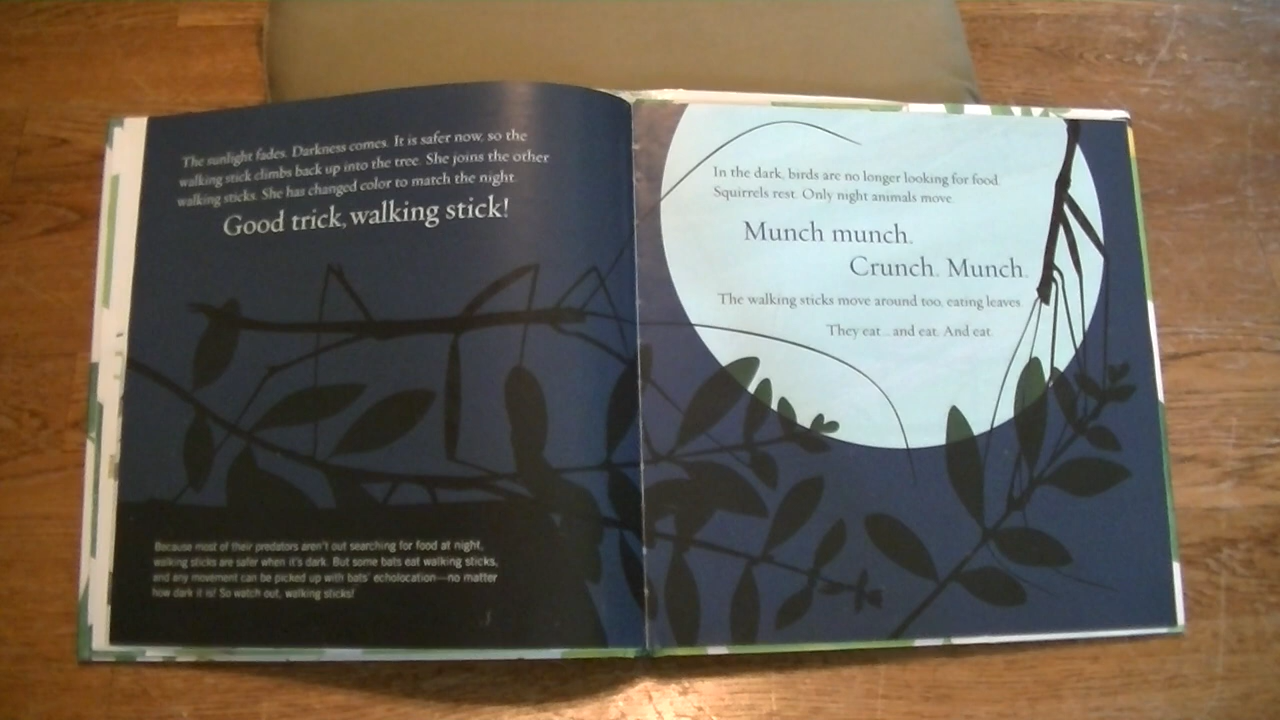 The sunlight fades. Darkness comes. It is safer now, so the
walking stick climbs back up into the tree. She joins the other
walking sticks. She has changed color to match the night.
Good trick, walking stick!
Because most of their predators aren't out searching for food at night,
walking sticks are safer when it's dark. But some bats eat walking sticks,
and any movement can be picked up with bats' echolocation—no matter
how dark it is! So watch out, walking sticks!
In the dark, birds are no longer looking for food.
Squirrels rest. Only night animals move.
Munch munch.
Crunch. Munch.
The walking sticks move around too, eating leaves.
They eat...and eat. And eat.